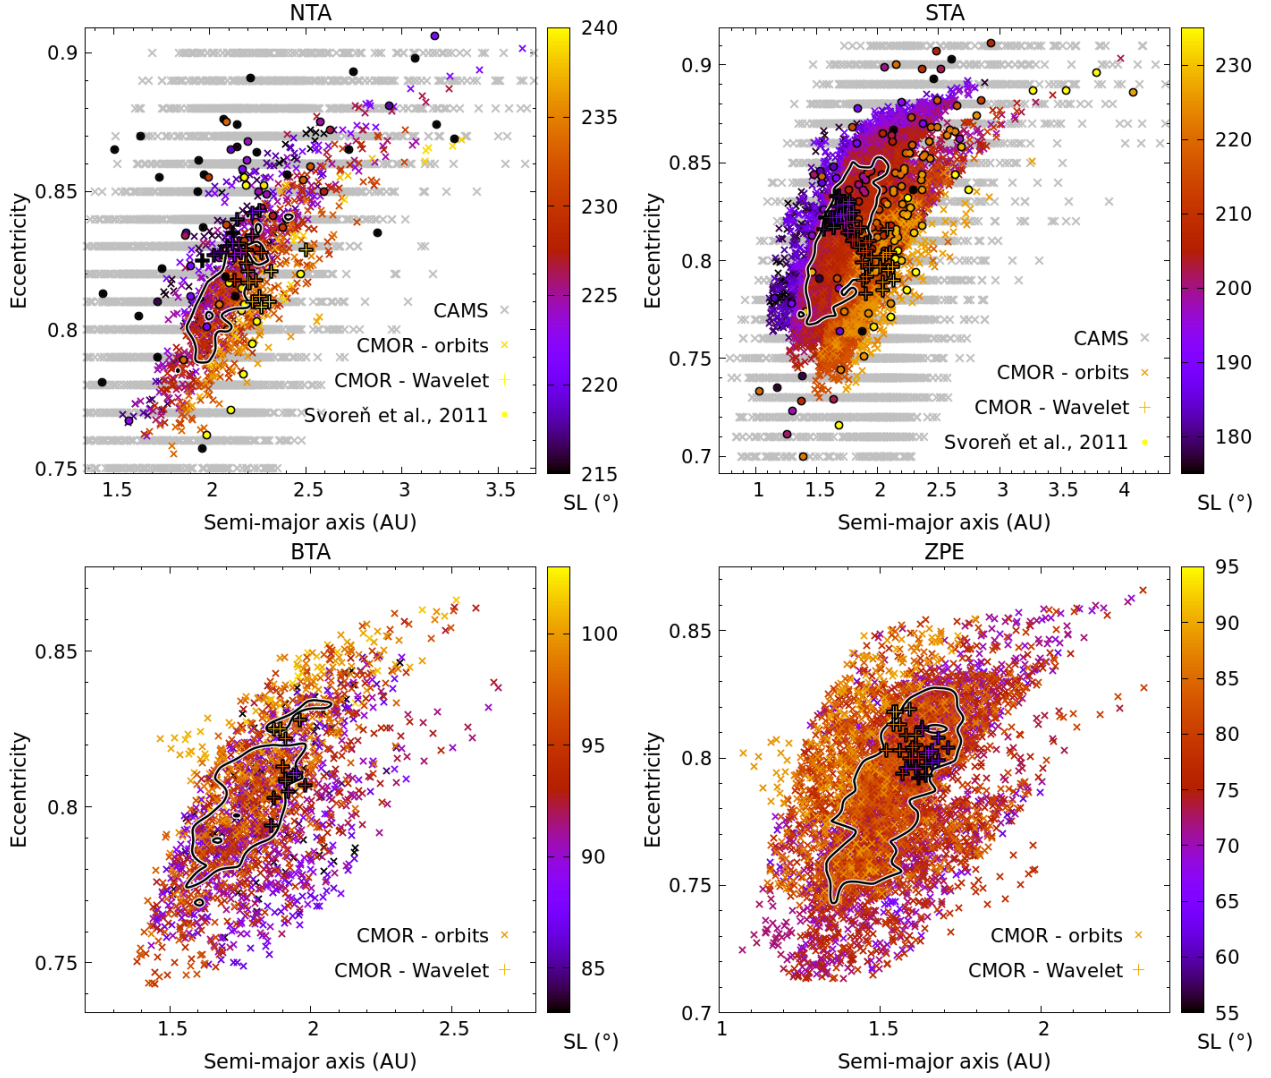 NTA
0.9
0.85
0.8
0.75
Eccentricity
1.5
2
2.5
3
3.5
Semi-major axis (AU)
CAMS
CMOR - orbits
CMOR - Wavelet
Svoreň et al., 2011
240
235
230
225
220
215
SL (°)
STA
0.9
0.85
0.8
0.75
0.7
Eccentricity
1
1.5
2
2.5
3
3.5
4
Semi-major axis (AU)
CAMS
CMOR - orbits
CMOR - Wavelet
Svoreň et al., 2011
230
220
210
200
190
180
SL (°)
BTA
0.85
0.8
0.75
Eccentricity
1.5
2
2.5
Semi-major axis (AU)
CMOR - orbits
CMOR - Wavelet
100
95
90
85
SL (°)
ZPE
0.85
0.8
0.75
0.7
Eccentricity
1
1.5
2
Semi-major axis (AU)
CMOR - orbits
CMOR - Wavelet
95
90
85
80
75
70
65
60
55
SL (°)